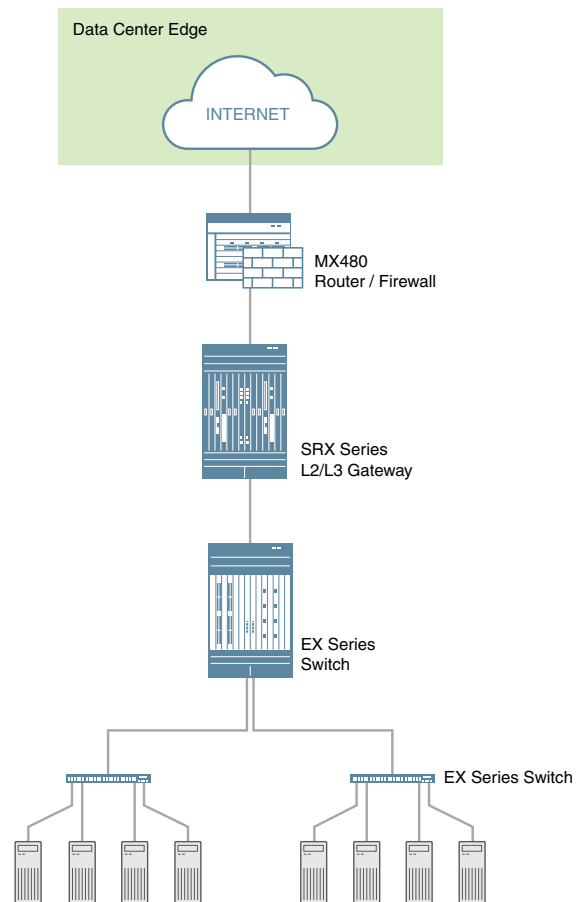 Data Center Edge
INTERNET
MX480
Router / Firewall
SRX Series
L2/L3 Gateway
EX Series
Switch
EX Series Switch